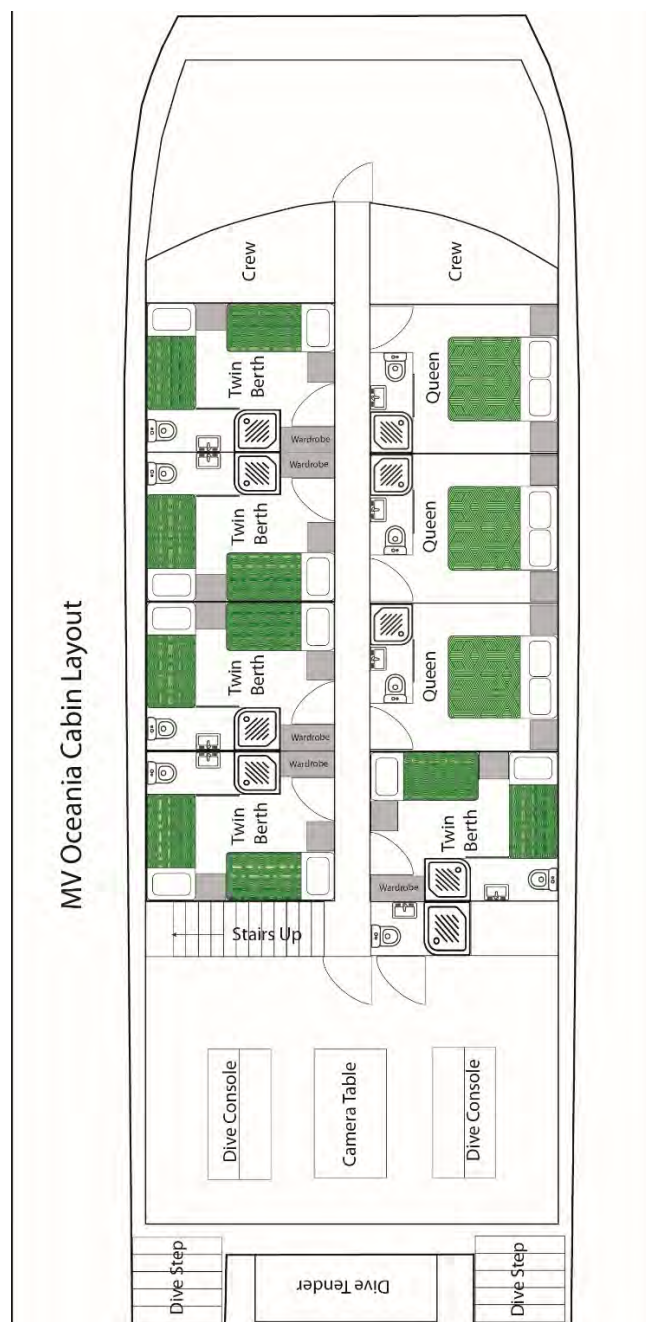 MV Oceania Cabin Layout
Crew
Crew
Twin
Berth
Queen
Wardrobe
Wardrobe
Twin
Berth
Queen
Twin
Berth
Queen
Wardrobe
Wardrobe
Twin
Berth
Twin
Berth
Wardrobe
Stairs Up
Dive Console
Camera Table
Dive Console
Dive Step
Dive Tender
Dive Step